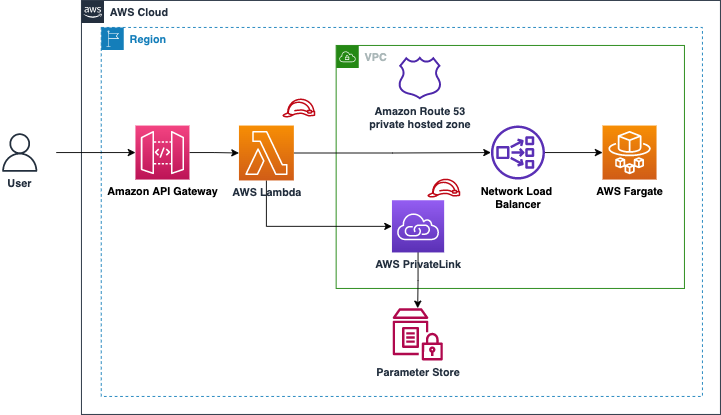 aws
AWS Cloud
Region
VPC
Amazon Route 53
private hosted zone
User
Amazon API Gateway
AWS Lambda
Network Load
Balancer
AWS Fargate
AWS PrivateLink
Parameter Store